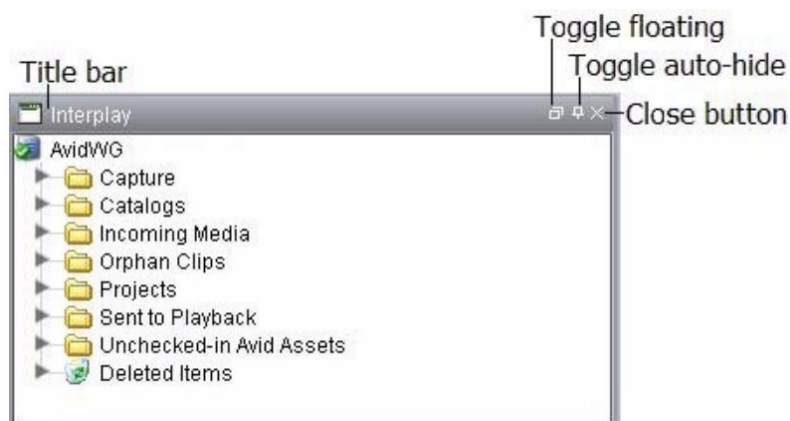 Toggle floating
Title bar
Toggle auto-hide
Interplay
Close button
AvidWG
Capture
Catalogs
Incoming Media
Orphan Clips
Projects
Sent to Playback
Unchecked-in Avid Assets
Deleted Items